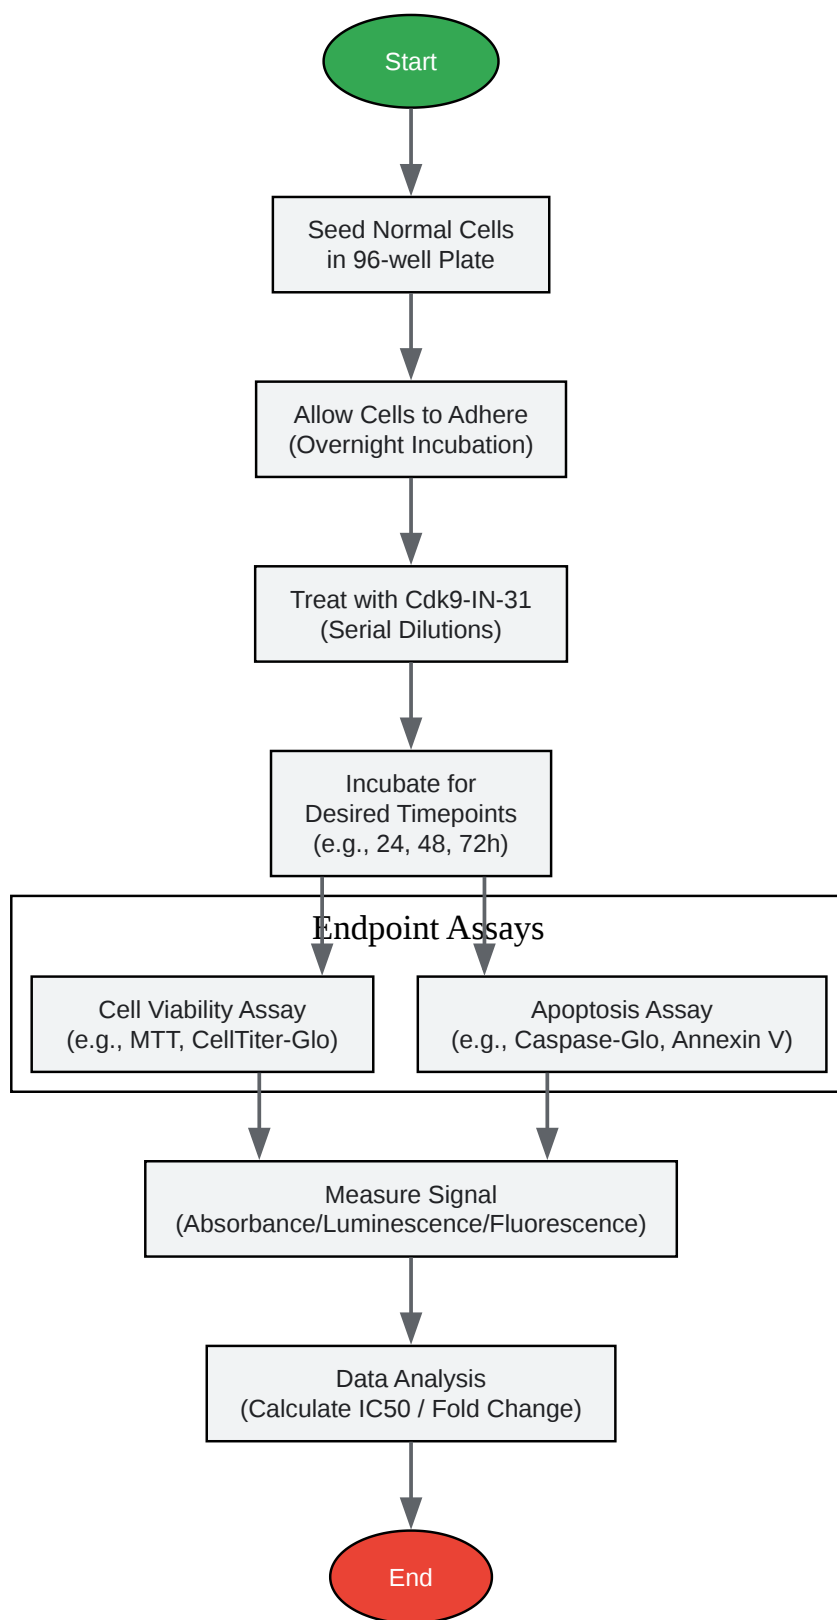 Start
Seed Normal Cells
in 96-well Plate
Allow Cells to Adhere
(Overnight Incubation)
Treat with Cdk9-IN-31
(Serial Dilutions)
Incubate for
Desired Timepoints
(e.g., 24, 48, 72h)
Endpoint Assays
Cell Viability Assay
(e.g., MTT, CellTiter-Glo)
Apoptosis Assay
(e.g., Caspase-Glo, Annexin V)
Measure Signal
(Absorbance/Luminescence/Fluorescence)
Data Analysis
(Calculate IC50 / Fold Change)
End